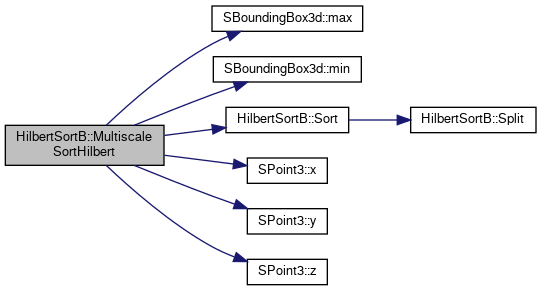 HilbertSortB::Multiscale
SortHilbert
SBoundingBox3d::max
SBoundingBox3d::min
HilbertSortB::Sort
HilbertSortB::Split
SPoint3::x
SPoint3::y
SPoint3::z